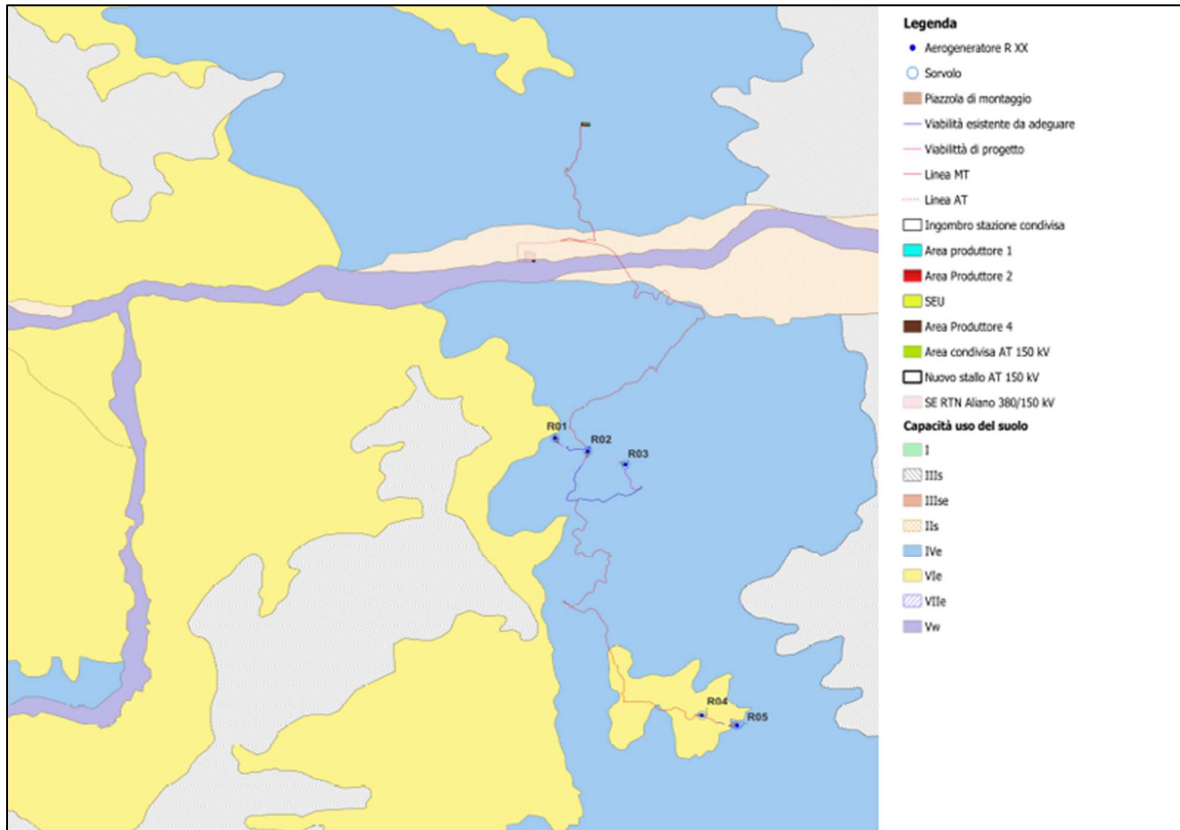 Legenda
Aerogeneratore R XX
Sorvolo
Piazzola di montaggio
Viabilità esistente da adeguare
Viabilittà di progetto
Linea MT
Linea AT
Ingombro stazione condivisa
Area produttore 1
Area Produttore 2
SEU
Area Produttore 4
Area condivisa AT 150 kV
Nuovo stallo AT 150 kV
SE RTN Aliano 380/150 kV
Capacità uso del suolo
I
IIIs
IIIse
IIs
IVe
VIe
VIIe
Vw
R01
R02
R03
R04
R05